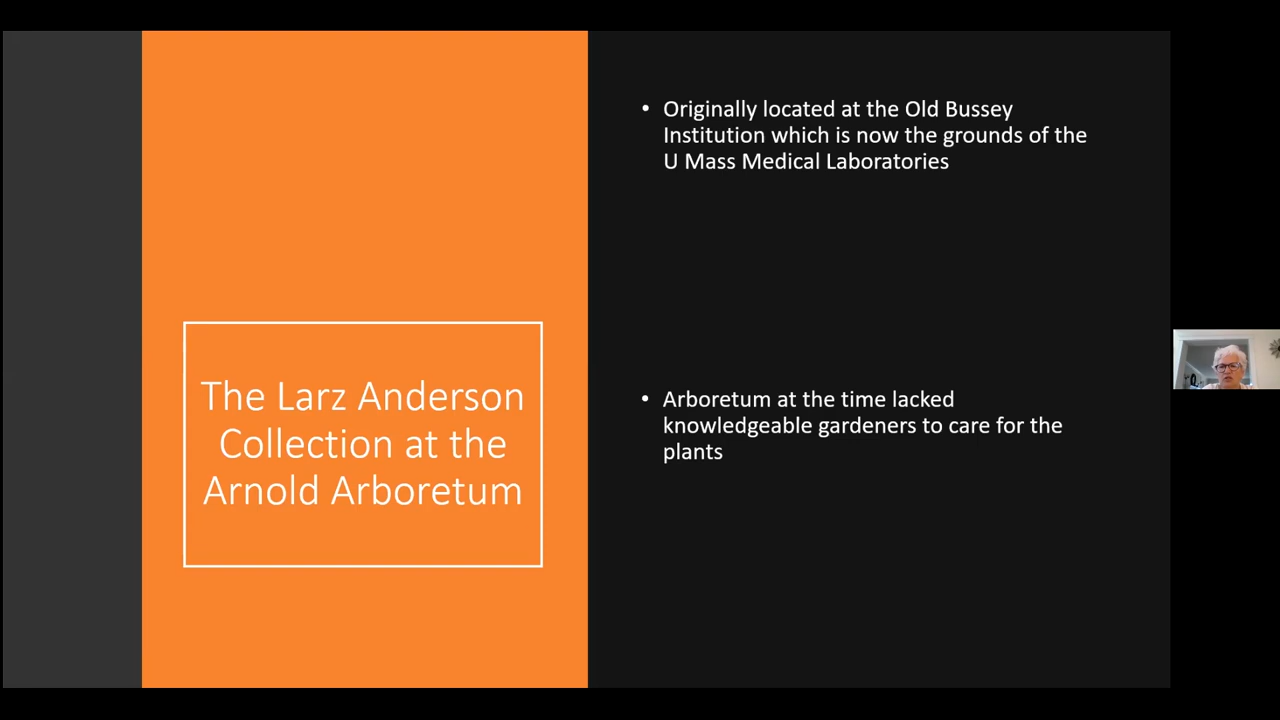 The Larz Anderson
Collection at the
Arnold Arboretum
• Originally located at the Old Bussey
Institution which is now the grounds of the
U Mass Medical Laboratories
• Arboretum at the time lacked
knowledgeable gardeners to care for the
plants